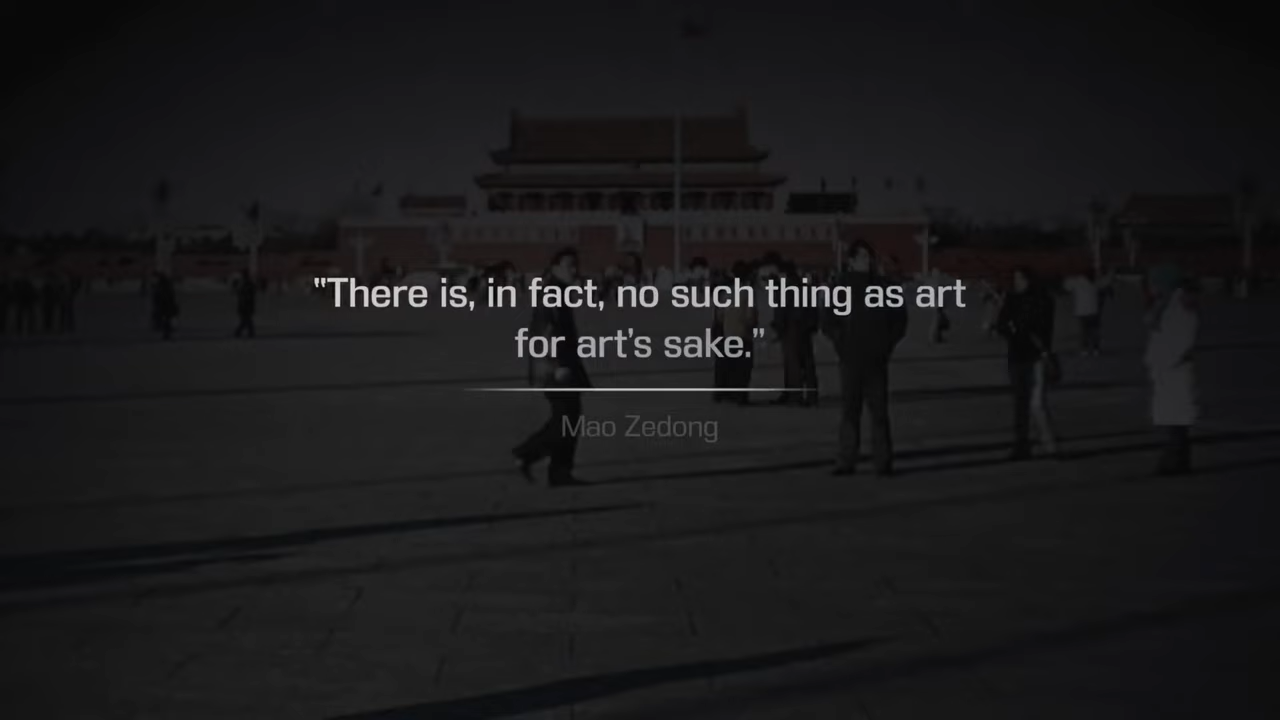 "There is, in fact, no such thing as art
for art's sake."
Mao Zedong